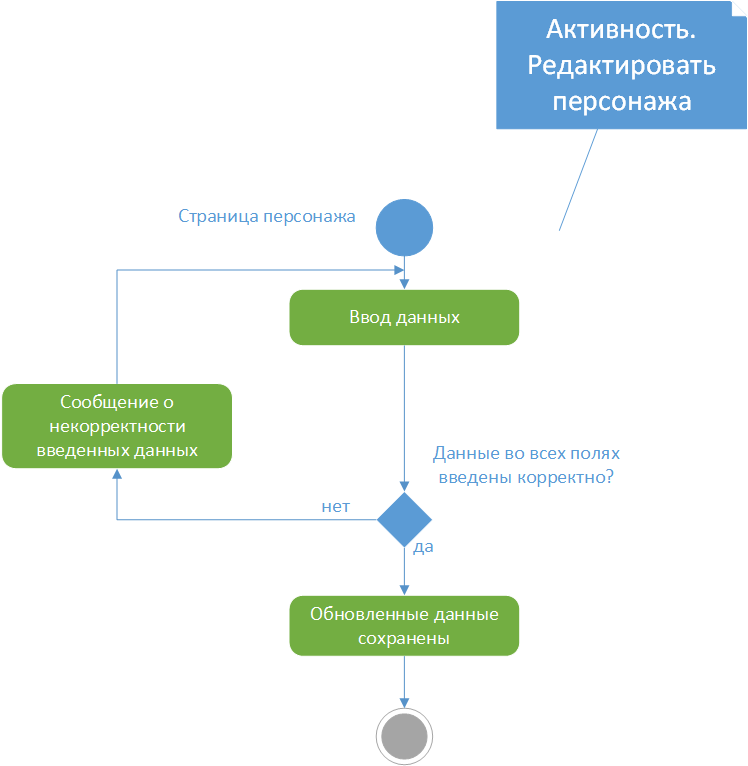 Активность.
Редактировать
персонажа
Страница персонажа
Ввод данных
Сообщение о
некорректности
введенных данных
Данные во всех полях
введены корректно?
нет
да
Обновленные данные
сохранены